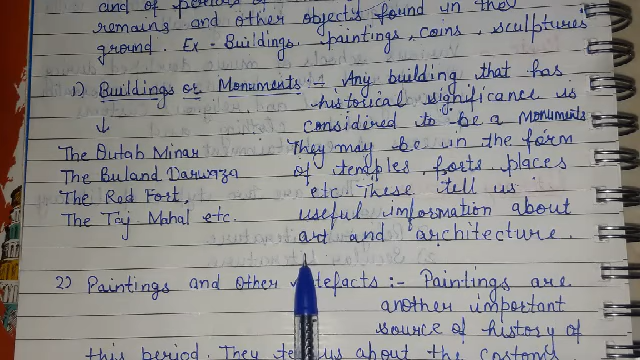 and of
remains and other objects found in the
ground. Ex - Buildings, paintings, coins, sculptures
1) Buildings or Monuments :- Any building that has
historical significance is
↓ considered to be a Monuments
The Qutab Minar They may be in the form
The Buland Darwaza of temples, forts, places
The Red Fort, etc. These tell us
The Taj Mahal etc. useful information about
art and architecture.
2) Paintings and other artefacts :- Paintings are
another important
source of history of
this period. They tell us about the customs